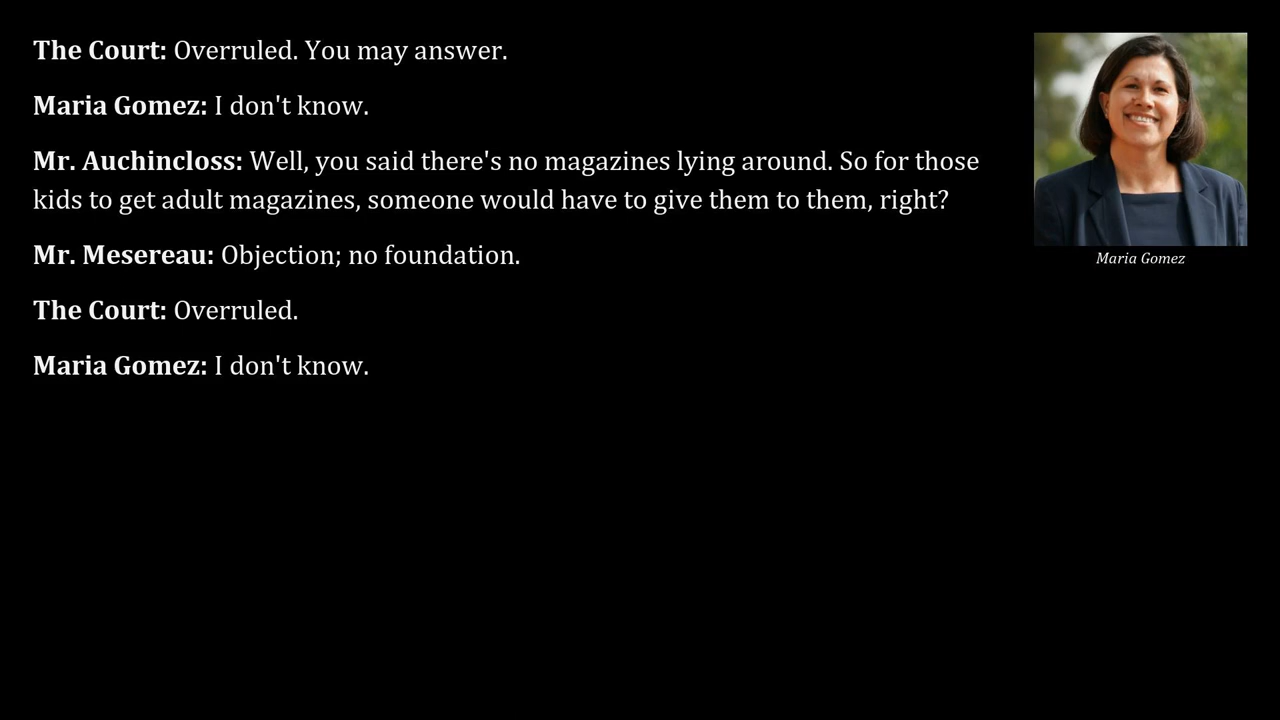 The Court: Overruled. You may answer.
Maria Gomez: I don't know.
Mr. Auchincloss: Well, you said there's no magazines lying around. So for those
kids to get adult magazines, someone would have to give them to them, right?
Mr. Mesereau: Objection; no foundation.
The Court: Overruled.
Maria Gomez: I don't know.
Maria Gomez